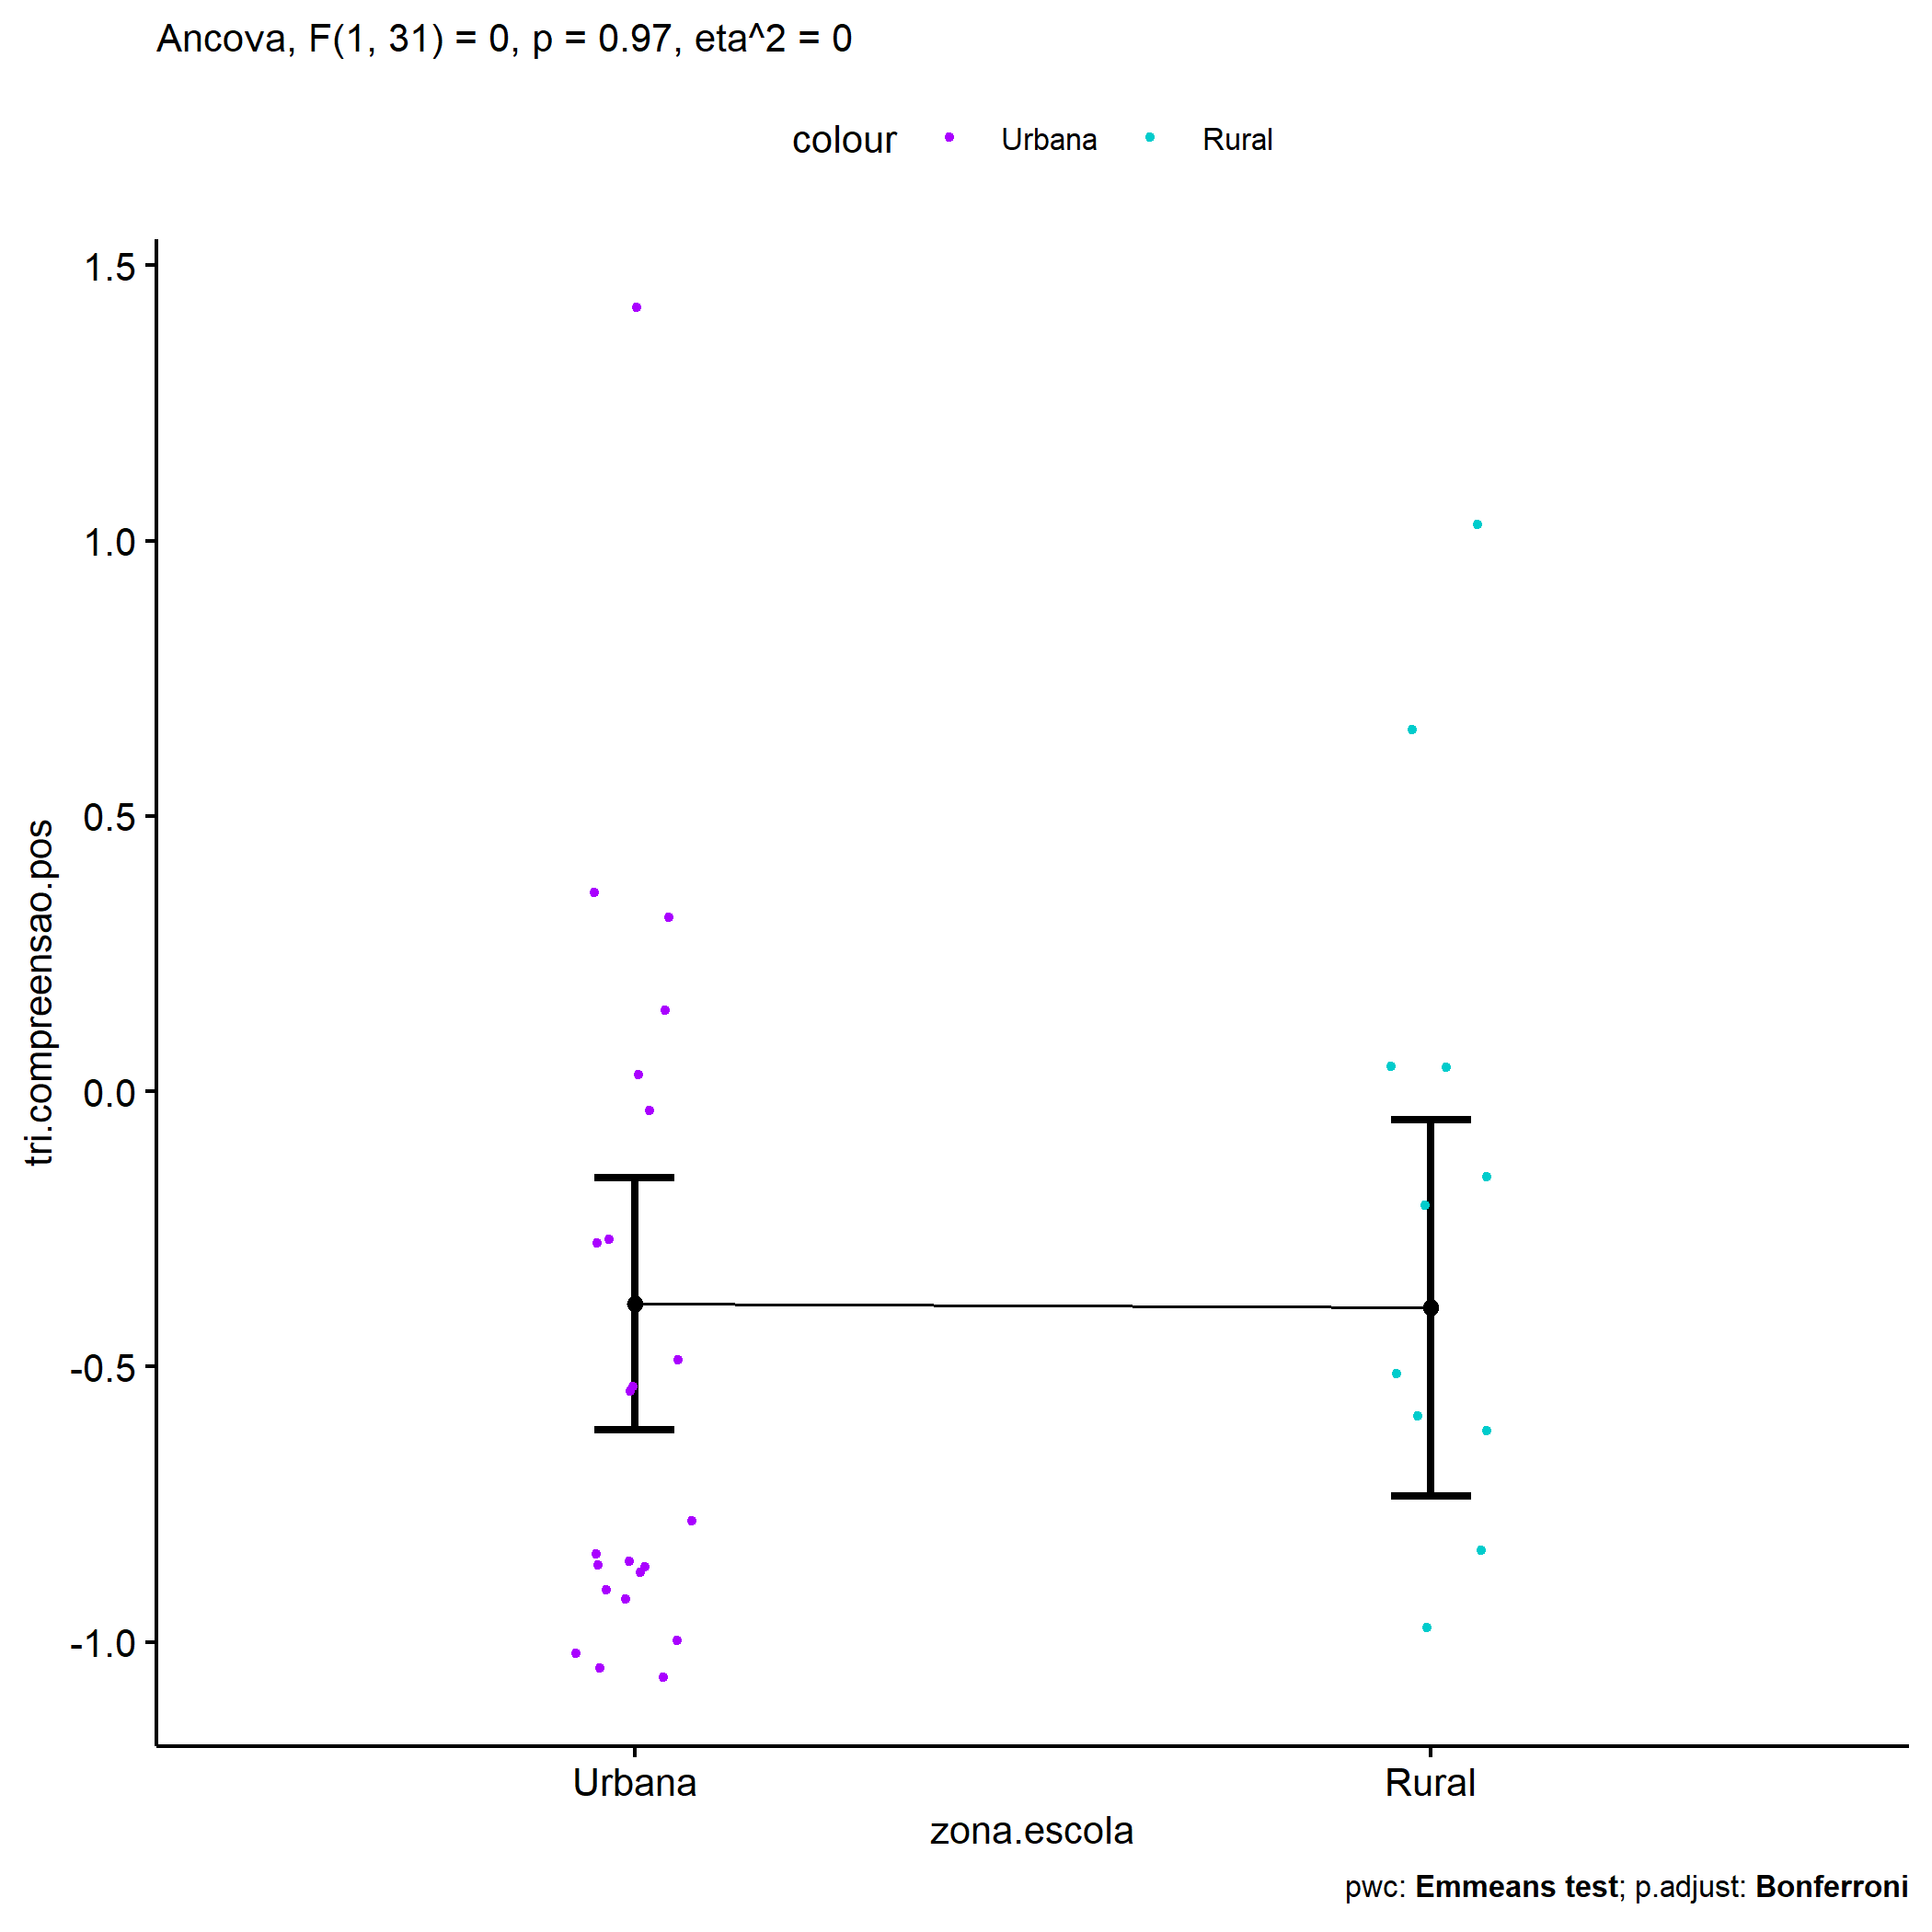 Ancova, F(1, 31) = 0, p = 0.97, eta^2 = 0
colour Urbana Rural
1.5
1.0
0.5
0.0
-0.5
-1.0
tri.compreensao.pos
Urbana Rural
zona.escola
pwc: Emmeans test; p.adjust: Bonferroni